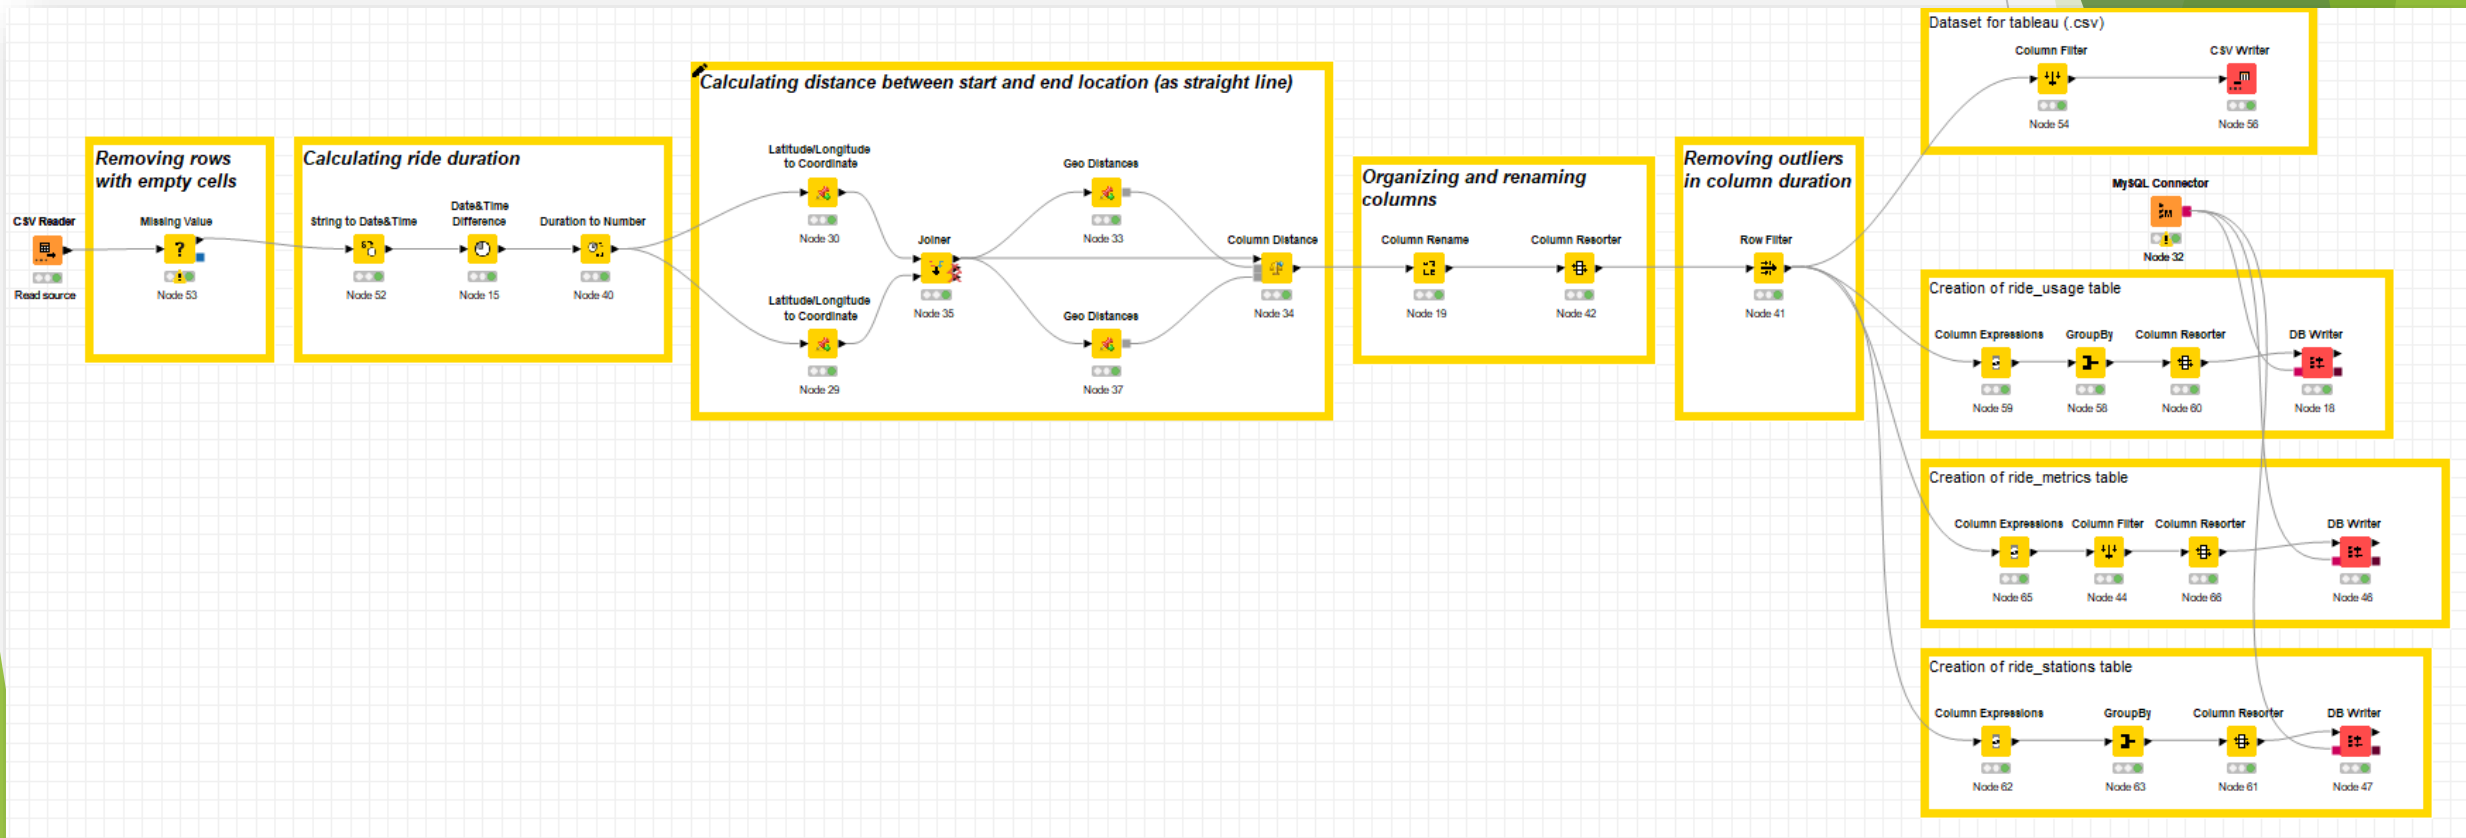 CSV Reader
Read source
Removing rows
with empty cells
Missing Value
Node 53
Calculating ride duration
String to Date&Time
Node 52
Date&Time
Difference
Node 15
Duration to Number
Node 40
Calculating distance between start and end location (as straight line)
Latitude/Longitude
to Coordinate
Node 30
Latitude/Longitude
to Coordinate
Node 29
Joiner
Node 35
Geo Distances
Node 33
Geo Distances
Node 37
Column Distance
Node 34
Organizing and renaming
columns
Column Rename
Node 19
Column Resorter
Node 42
Removing outliers
in column duration
Row Filter
Node 41
Dataset for tableau (.csv)
Column Filter
Node 54
CSV Writer
Node 56
MySQL Connector
Node 32
Creation of ride_usage table
Column Expressions
Node 59
GroupBy
Node 58
Column Resorter
Node 60
DB Writer
Node 18
Creation of ride_metrics table
Column Expressions
Node 65
Column Filter
Node 44
Column Resorter
Node 66
DB Writer
Node 46
Creation of ride_stations table
Column Expressions
Node 62
GroupBy
Node 63
Column Resorter
Node 61
DB Writer
Node 47